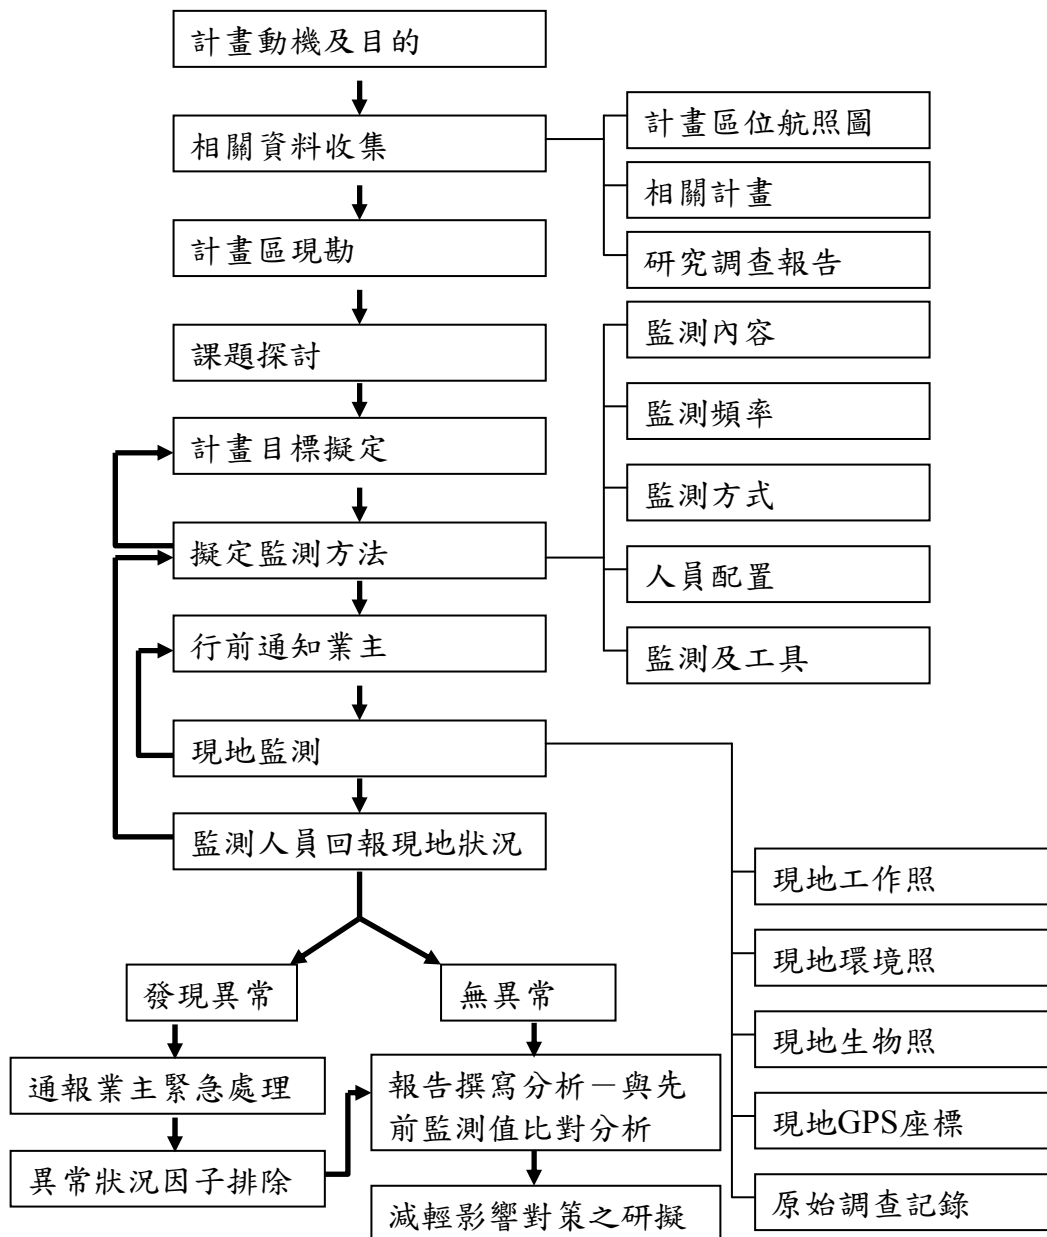 計畫動機及目的
相關資料收集
計畫區位航照圖
相關計畫
研究調查報告
計畫區現勘
課題探討
計畫目標擬定
擬定監測方法
監測內容
監測頻率
監測方式
人員配置
監測及工具
行前通知業主
現地監測
監測人員回報現地狀況
現地工作照
現地環境照
現地生物照
現地GPS座標
原始調查記錄
發現異常
無異常
通報業主緊急處理
異常狀況因子排除
報告撰寫分析－與先
前監測值比對分析
減輕影響對策之研擬